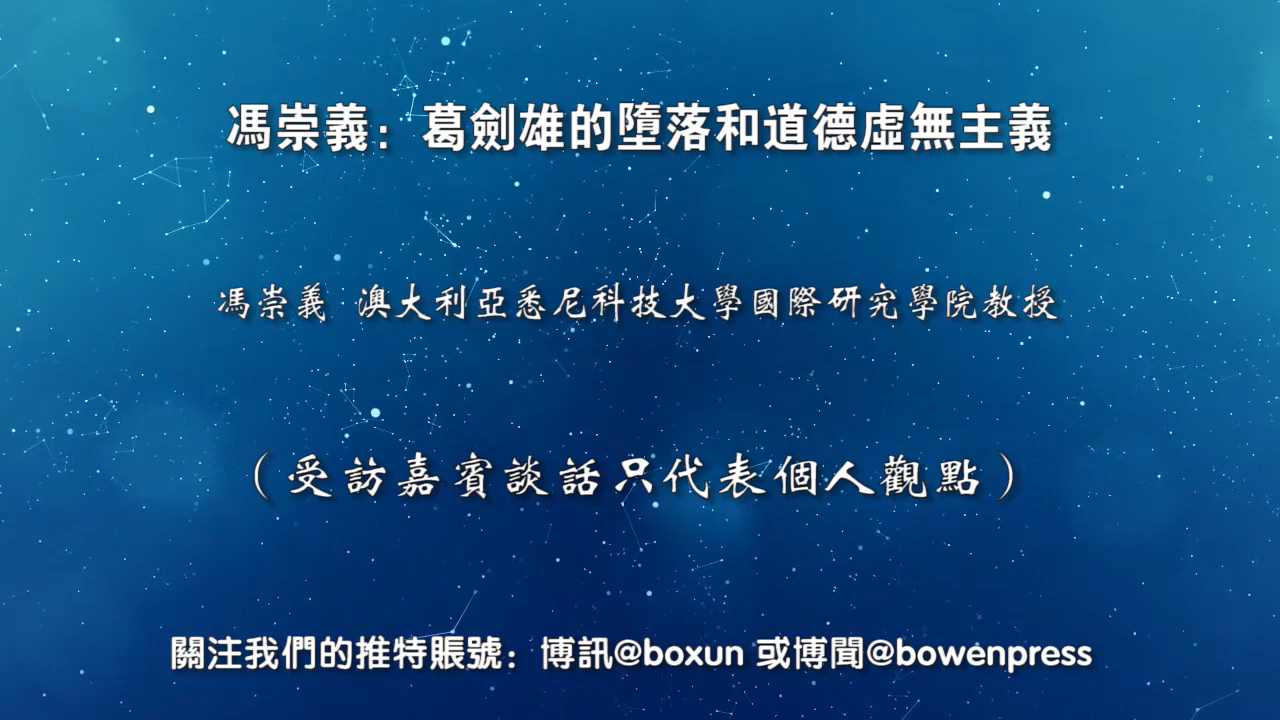 馮崇義：葛劍雄的墮落和道德虛無主義
馮崇義 澳大利亞悉尼科技大學國際研究學院教授
（受訪嘉賓談話只代表個人觀點）
關注我們的推特賬號：博訊@boxun 或博聞@bowenpress